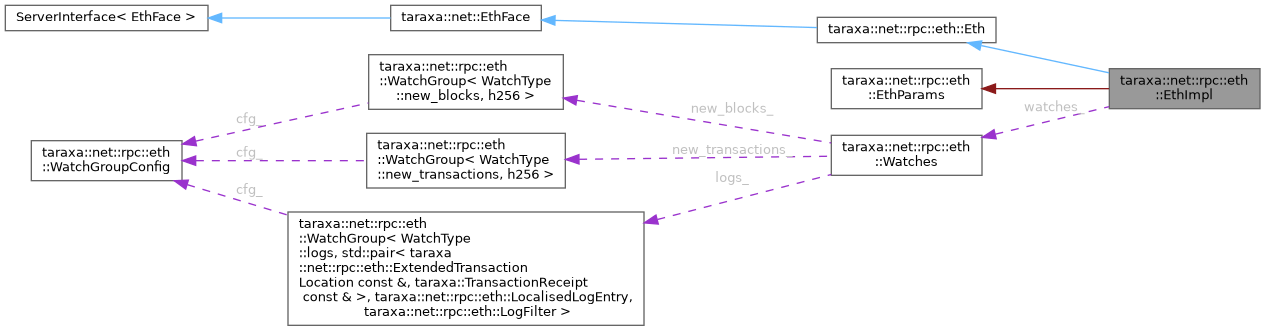 ServerInterface< EthFace >
taraxa::net::EthFace
taraxa::net::rpc::eth::Eth
taraxa::net::rpc::eth
::WatchGroup< WatchType
::new_blocks, h256 >
taraxa::net::rpc::eth
::EthParams
taraxa::net::rpc::eth
::EthImpl
watches_
new_blocks_
cfg_
taraxa::net::rpc::eth
::WatchGroupConfig
cfg_
taraxa::net::rpc::eth
::WatchGroup< WatchType
::new_transactions, h256 >
new_transactions_
taraxa::net::rpc::eth
::Watches
logs_
cfg_
taraxa::net::rpc::eth
::WatchGroup< WatchType
::logs, std::pair< taraxa
::net::rpc::eth::ExtendedTransaction
Location const &, taraxa::TransactionReceipt
const & >, taraxa::net::rpc::eth::LocalisedLogEntry,
taraxa::net::rpc::eth::LogFilter >